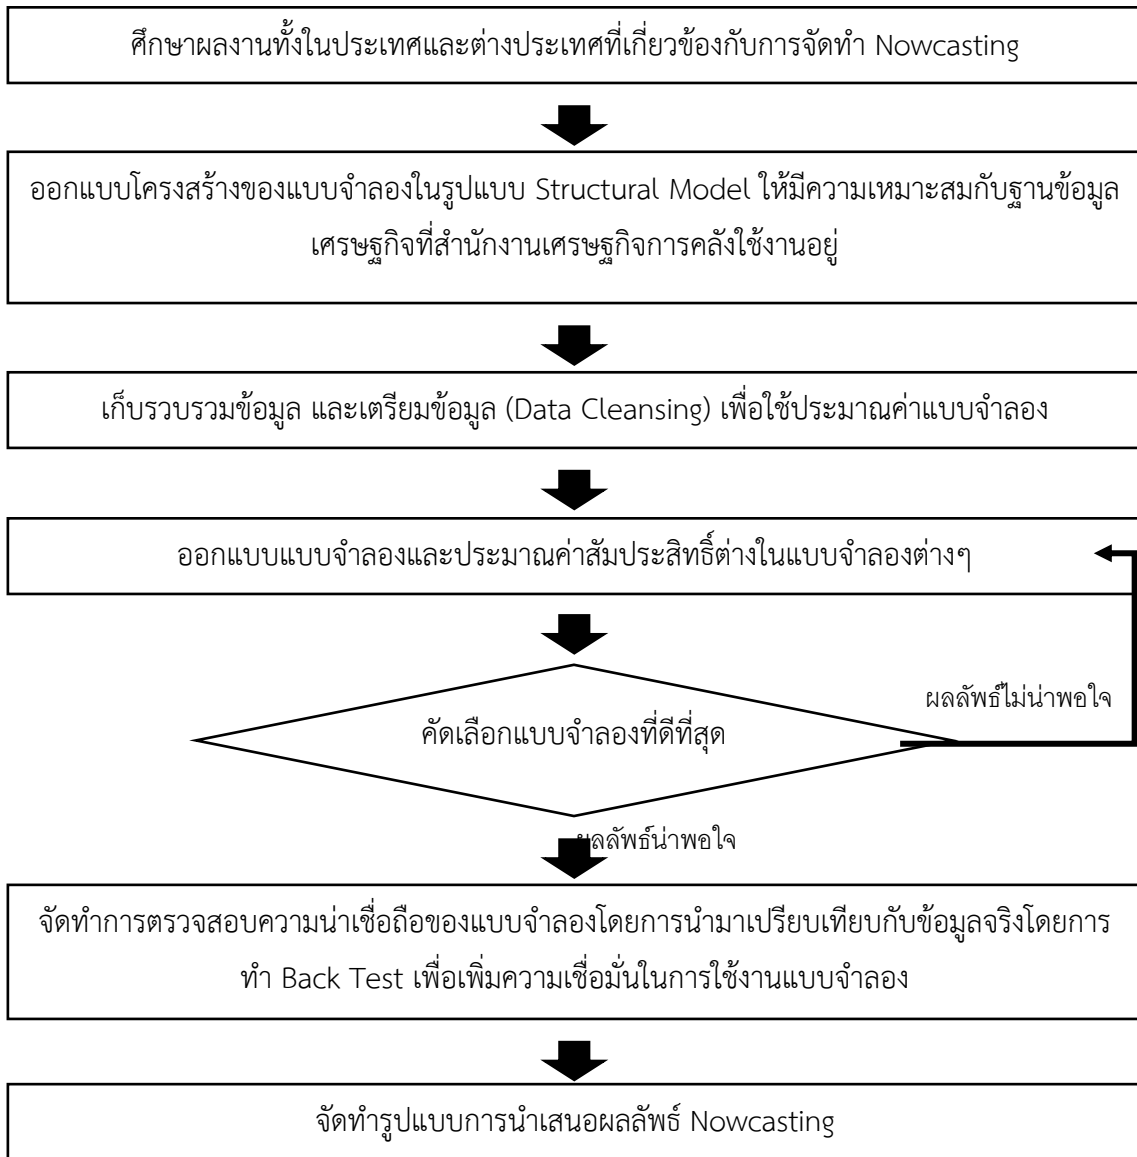 ศึกษาผลงานทั้งในประเทศและต่างประเทศที่เกี่ยวข้องกับการจัดทำ Nowcasting
ออกแบบโครงสร้างของแบบจำลองในรูปแบบ Structural Model ให้มีความเหมาะสมกับฐานข้อมูล
เศรษฐกิจที่สำนักงานเศรษฐกิจการคลังใช้งานอยู่
เก็บรวบรวมข้อมูล และเตรียมข้อมูล (Data Cleansing) เพื่อใช้ประมาณค่าแบบจำลอง
ออกแบบแบบจำลองและประมาณค่าสัมประสิทธิ์ต่างในแบบจำลองต่างๆ
ผลลัพธ์ไม่น่าพอใจ
คัดเลือกแบบจำลองที่ดีที่สุด
ผลลัพธ์น่าพอใจ
จัดทำการตรวจสอบความน่าเชื่อถือของแบบจำลองโดยการนำมาเปรียบเทียบกับข้อมูลจริงโดยการ
ทำ Back Test เพื่อเพิ่มความเชื่อมั่นในการใช้งานแบบจำลอง
จัดทำรูปแบบการนำเสนอผลลัพธ์ Nowcasting